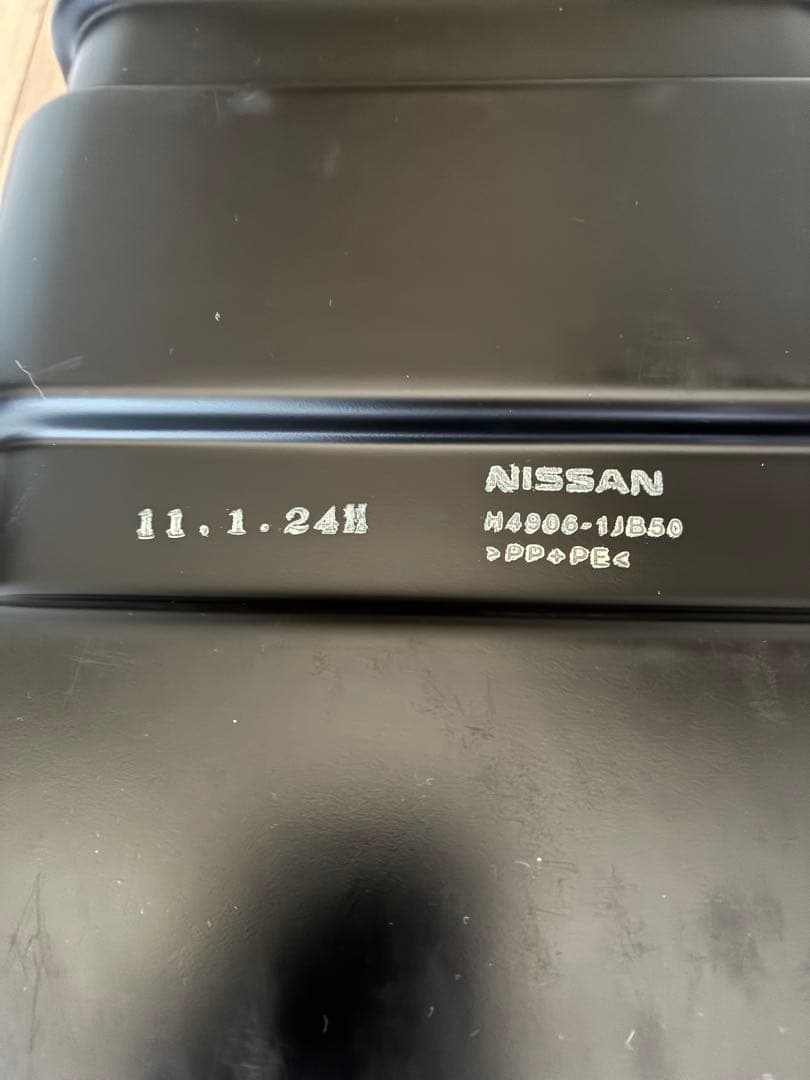 NISSAN
11.1.24H
H4906-1JB50
>PP+PE<